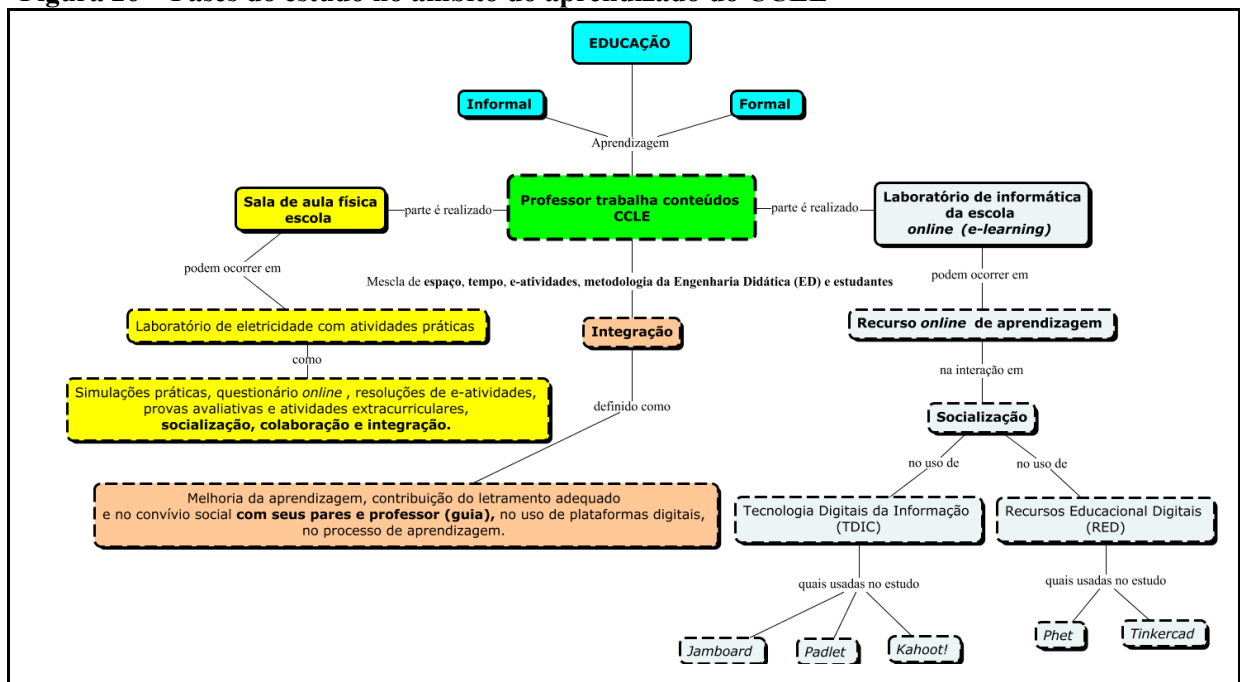 Figura – Fases do estudo no âmbito do aprendizado CCLE
EDUCAÇÃO
Informal
Formal
Aprendizagem
Sala de aula física
escola
parte é realizado
Professor trabalha conteúdos
CCLE
parte é realizado
Laboratório de informática
da escola
online (e-learning)
podem ocorrer em
Mescla de espaço, tempo, e-atividades, metodologia da Engenharia Didática (ED) e estudantes
podem ocorrer em
Laboratório de eletricidade com atividades práticas
Integração
Recurso online de aprendizagem
como
na interação em
Simulações práticas, questionário online , resoluções de e-atividades,
provas avaliativas e atividades extracurriculares,
socialização, colaboração e integração.
definido como
Socialização
no uso de
no uso de
Melhoria da aprendizagem, contribuição do letramento adequado
e no convívio social com seus pares e professor (guia), no uso de plataformas digitais,
no processo de aprendizagem.
Tecnologia Digitais da Informação
(TDIC)
Recursos Educacional Digitais
(RED)
quais usadas no estudo
quais usadas no estudo
Jamboard
Padlet
Kahoot!
Phet
Tinkercad